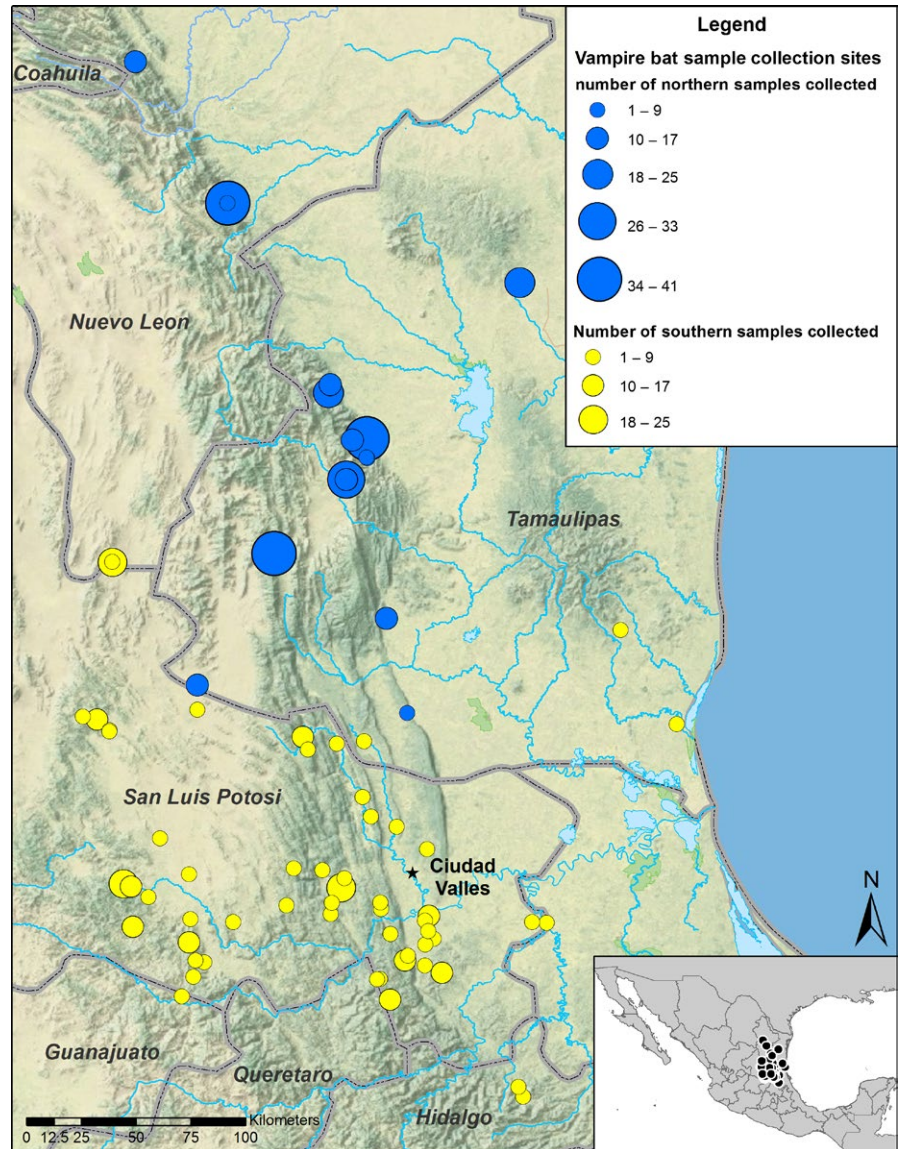 Legend
Vampire bat sample collection sites
number of northern samples collected
1 – 9
10 – 17
18 – 25
26 – 33
34 – 41
Number of southern samples collected
1 – 9
10 – 17
18 – 25
Coahuila
Nuevo Leon
Tamaulipas
San Luis Potosi
Ciudad
Valles
N
Guanajuato
Queretaro
Hidalgo
Kilometers
0 12.5 25 50 75 100